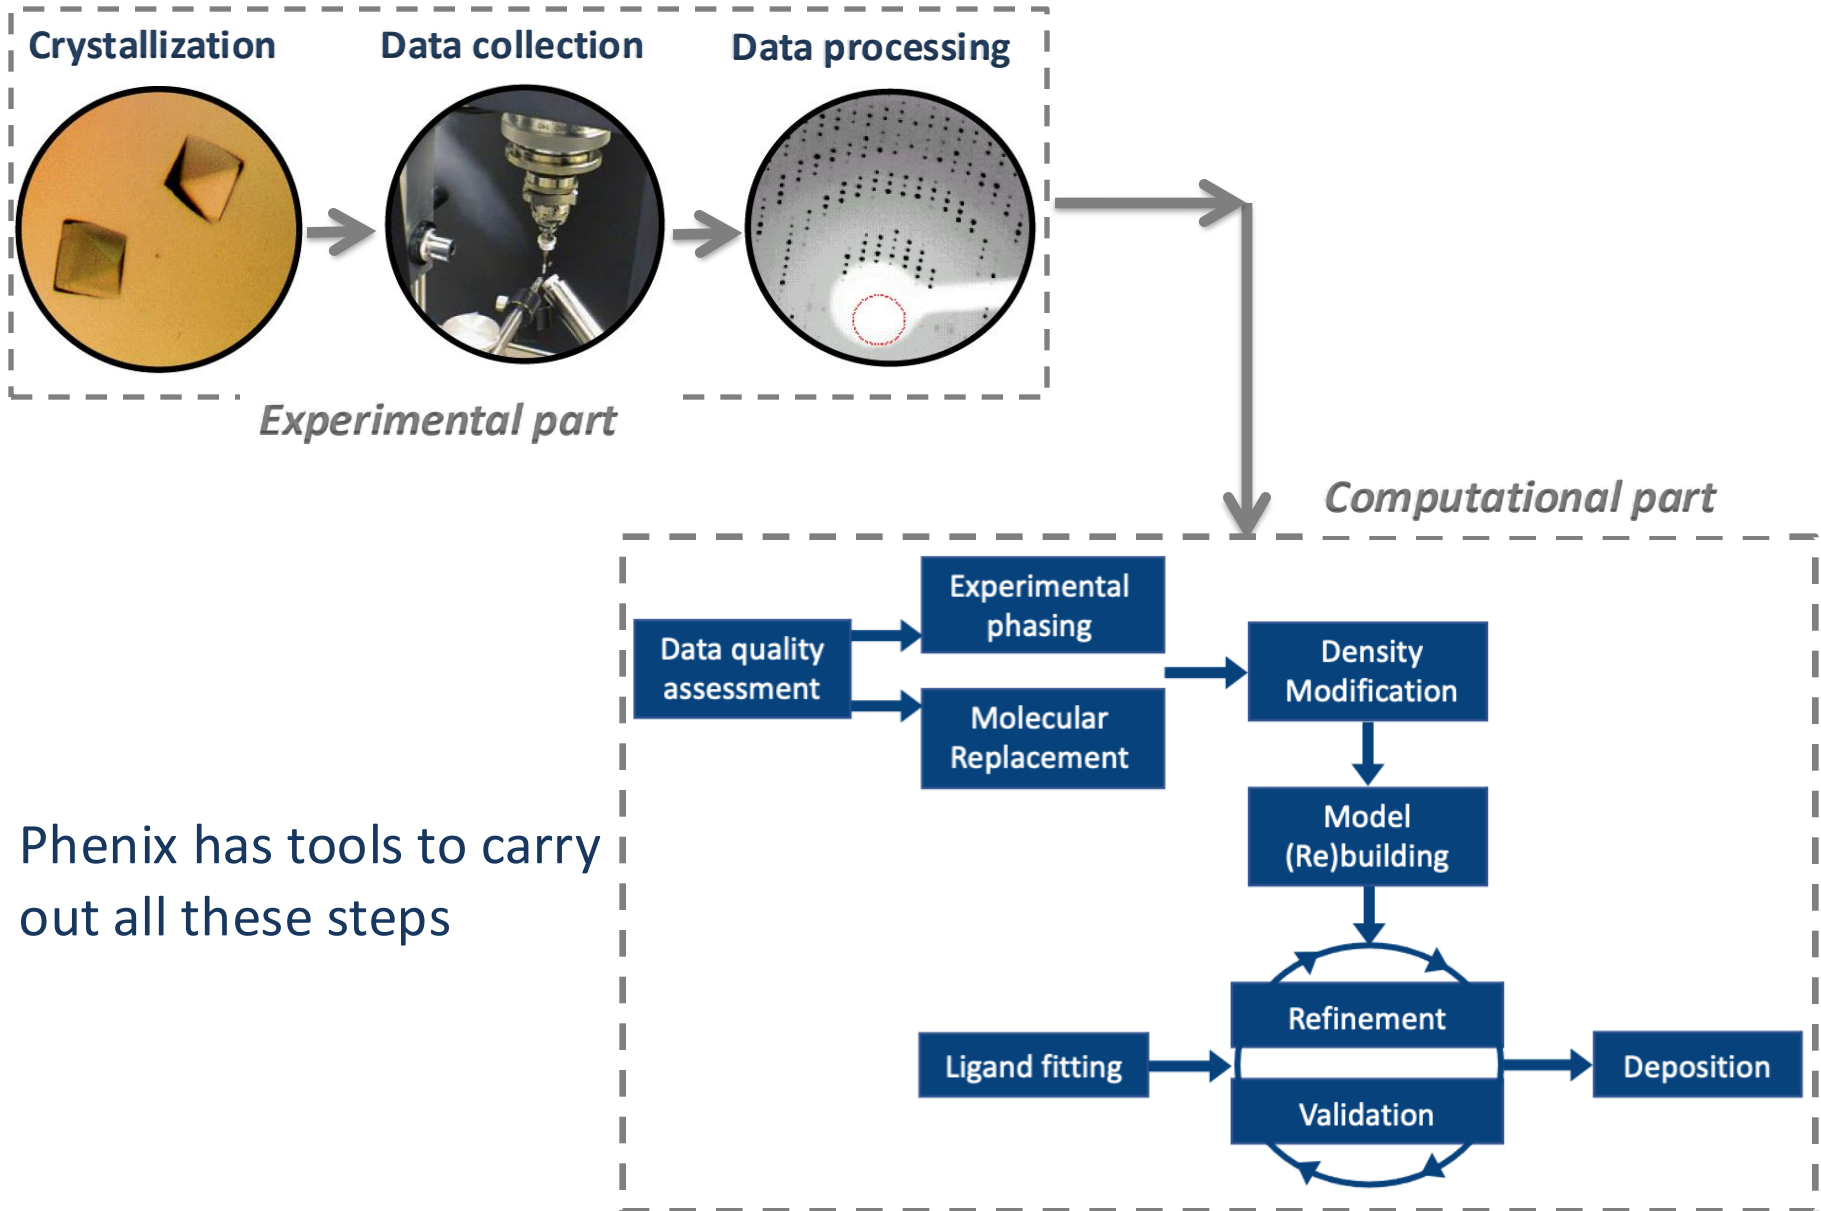 Crystallization
Data collection
Data processing
Experimental part
Computational part
Data quality
assessment
Experimental
phasing
Molecular
Replacement
Density
Modification
Model
(Re)building
Refinement
Validation
Ligand fitting
Deposition
Phenix has tools to carry
out all these steps